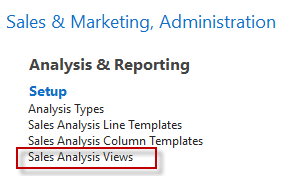 Sales & Marketing, Administration
Analysis & Reporting
Setup
Analysis Types
Sales Analysis Line Templates
Sales Analysis Column Templates
Sales Analysis Views